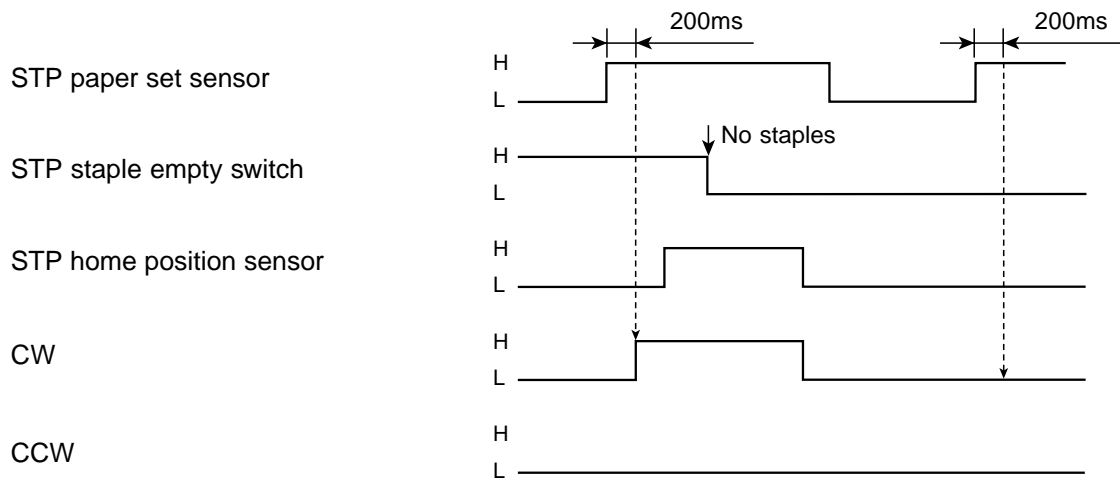 200ms 200ms
STP paper set sensor H
L
No staples
STP staple empty switch H
L
STP home position sensor H
L
CW H
L
CCW H
L